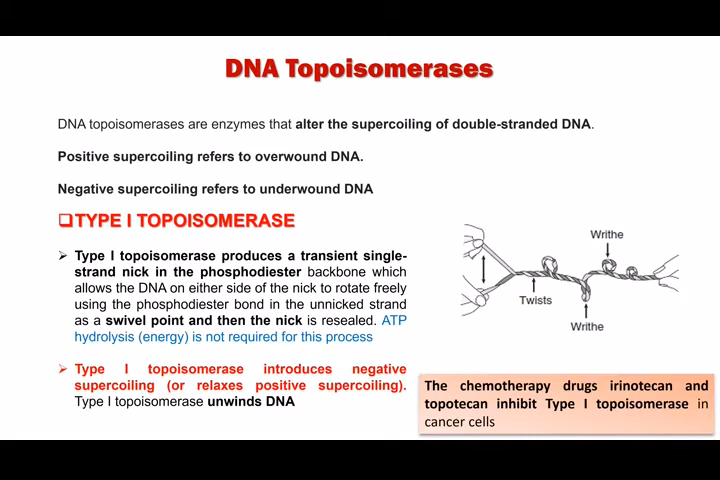 DNA Topoisomerases
DNA topoisomerases are enzymes that alter the supercoiling of double-stranded DNA.
Positive supercoiling refers to overwound DNA.
Negative supercoiling refers to underwound DNA
❑TYPE I TOPOISOMERASE
➢ Type I topoisomerase produces a transient single-
strand nick in the phosphodiester backbone which
allows the DNA on either side of the nick to rotate freely
using the phosphodiester bond in the unnicked strand
as a swivel point and then the nick is resealed. ATP
hydrolysis (energy) is not required for this process
➢ Type I topoisomerase introduces negative
supercoiling (or relaxes positive supercoiling).
Type I topoisomerase unwinds DNA
Writhe
Twists
Writhe
The chemotherapy drugs irinotecan and
topotecan inhibit Type I topoisomerase in
cancer cells